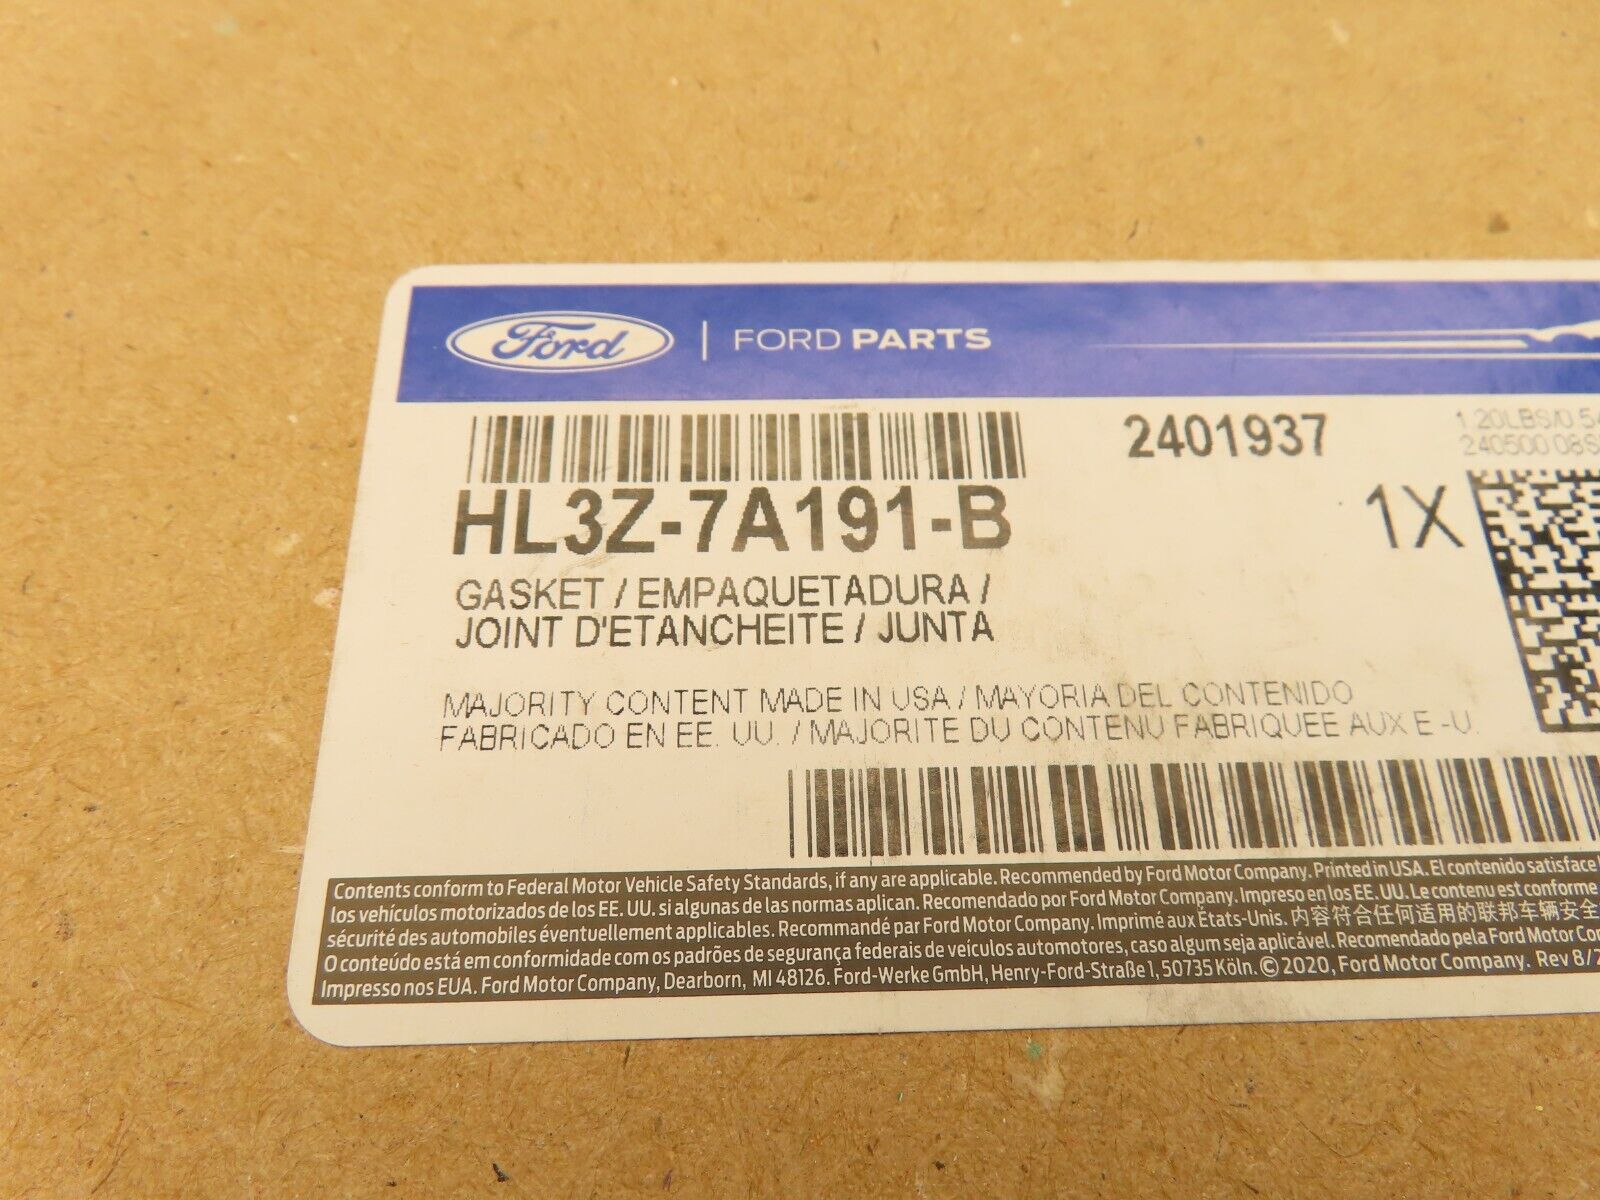 Ford | FORD PARTS
2401937
1.20LBS/0.54
HL3Z-7A191-B
1X
GASKET / EMPAQUETADURA /
JOINT D'ETANCHEITE / JUNTA
MAJORITY CONTENT MADE IN USA / MAYORIA DEL CONTENIDO
FABRICADO EN EE. UU. / MAJORITE DU CONTENU FABRIQUEE AUX E -U.
Contents conform to Federal Motor Vehicle Safety Standards, if any are applicable. Recommended by Ford Motor Company. Printed in USA. El contenido satisface
los vehículos motorizados de los EE. UU. si algunas de las normas aplican. Recomendado por Ford Motor Company. Impreso en los EE. UU. Le contenu est conforme
sécurité des automobiles éventuellement applicables. Recommandé par Ford Motor Company. Imprimé aux États-Unis. 内容符合任何适用的联邦车辆安全
O conteúdo está em conformidade com os padrões de segurança federais de veículos automotores, caso algum seja aplicável. Recomendado pela Ford Motor Co
Impresso nos EUA. Ford Motor Company, Dearborn, MI 48126. Ford-Werke GmbH, Henry-Ford-Straße 1, 50735 Köln. © 2020, Ford Motor Company. Rev 8/2